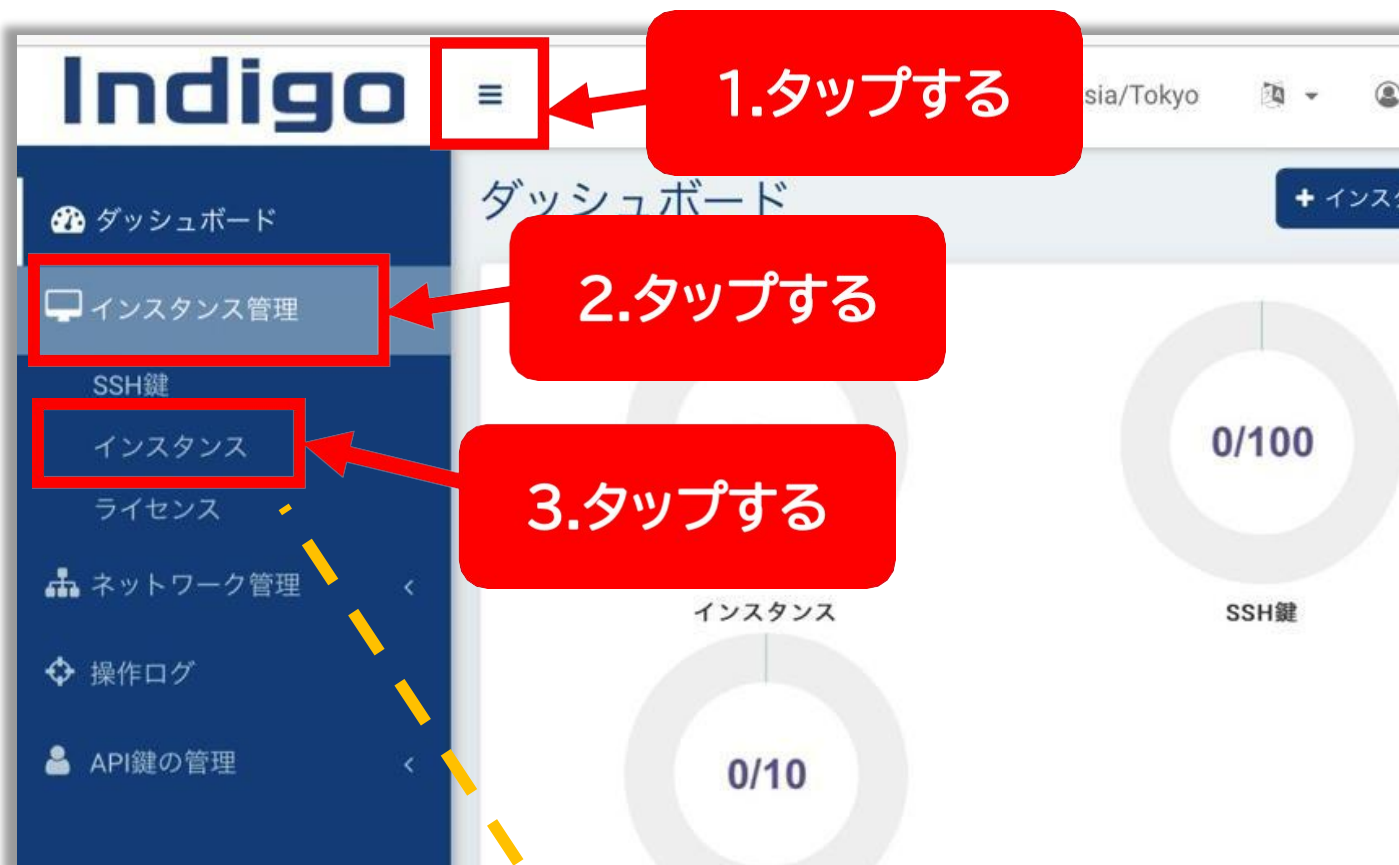 Indigo
1.タップする
sia/Tokyo
ダッシュボード
ダッシュボード
+ インスタ
2.タップする
インスタンス管理
SSH鍵
インスタンス
ライセンス
3.タップする
0/100
ネットワーク管理
インスタンス
SSH鍵
操作ログ
API鍵の管理
0/10